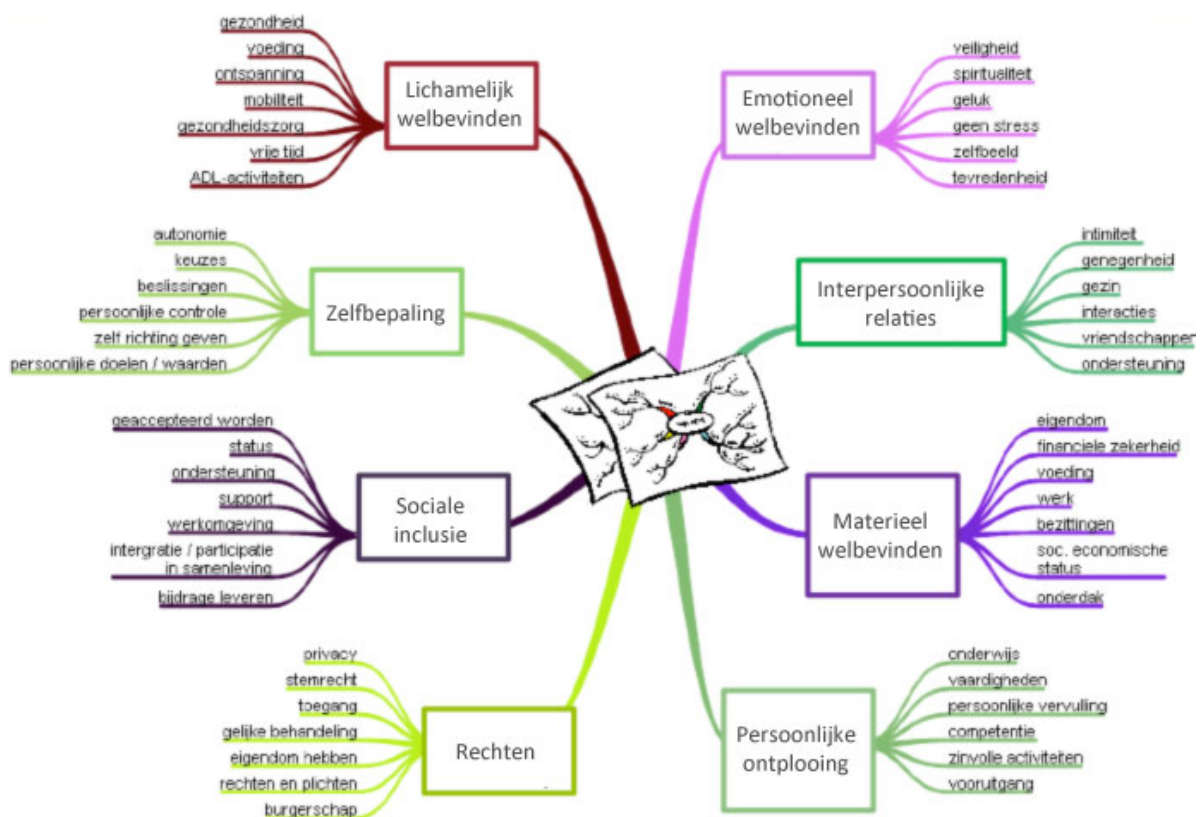 gezondheid
voeding
ontspanning
mobiliteit
gezondheidszorg
vrije tijd
ADL-activiteiten
Lichamelijk
welbevinden
autonomie
keuzes
beslissingen
persoonlijke controle
zelf richting geven
persoonlijke doelen / waarden
Zelfbepaling
geaccepteerd worden
status
ondersteuning
support
werkomgeving
intergratie / participatie
in samenleving
bijdrage leveren
Sociale
inclusie
privacy
stemrecht
toegang
gelijke behandeling
eigendom hebben
rechten en plichten
burgerschap
Rechten
Emotioneel
welbevinden
veiligheid
spiritualiteit
geluk
geen stress
zelfbeeld
tevredenheid
Interpersoonlijke
relaties
intimiteit
genegenheid
gezin
interacties
vriendschappen
ondersteuning
Materieel
welbevinden
eigendom
financiele zekerheid
voeding
werk
bezittingen
soc. economische
status
onderdak
Persoonlijke
ontplooing
onderwijs
vaardigheden
persoonlijke vervulling
competentie
zinvolle activiteiten
vooruitgang